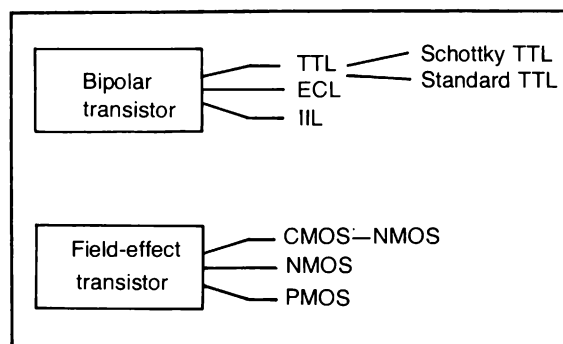 Bipolar
transistor
TTL
ECL
IIL
Schottky TTL
Standard TTL
Field-effect
transistor
CMOS—NMOS
NMOS
PMOS